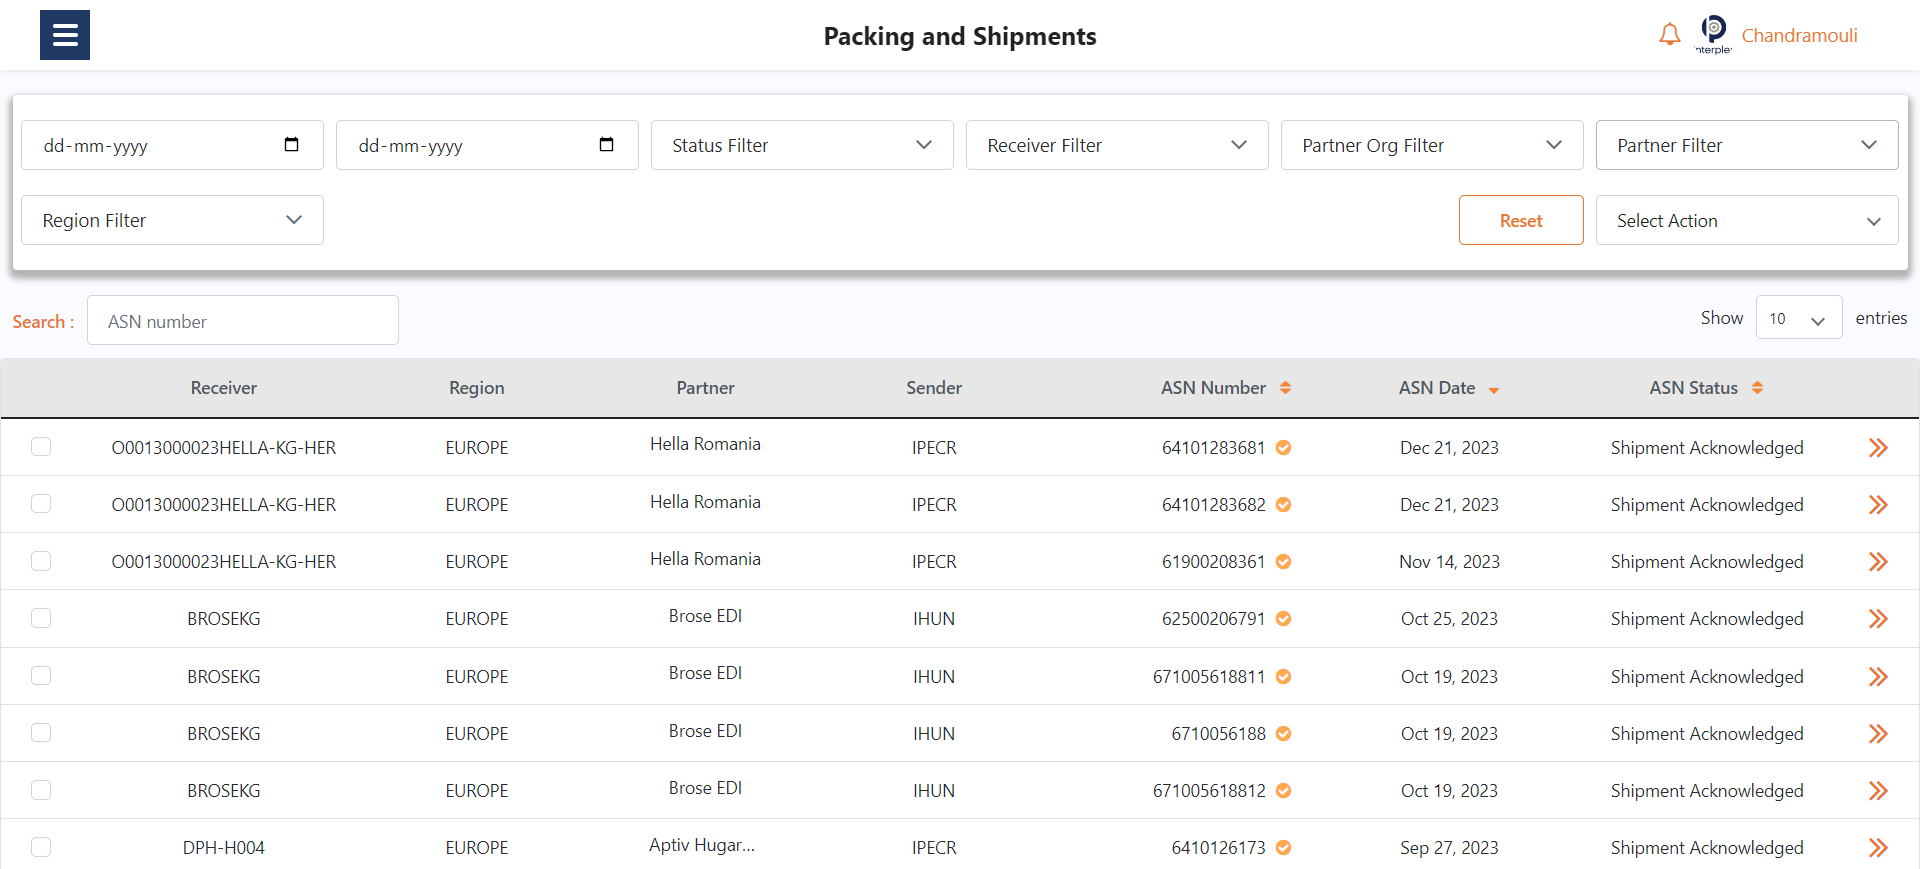 Packing and Shipments
nterple
Chandramouli
dd-mm-yyyy dd-mm-yyyy Status Filter Receiver Filter Partner Org Filter Partner Filter
Region Filter Reset Select Action
Search : ASN number Show 10 entries
Receiver Region Partner Sender ASN Number ASN Date ASN Status
O0013000023HELLA-KG-HER EUROPE Hella Romania IPECR 64101283681 Dec 21, 2023 Shipment Acknowledged
O0013000023HELLA-KG-HER EUROPE Hella Romania IPECR 64101283682 Dec 21, 2023 Shipment Acknowledged
O0013000023HELLA-KG-HER EUROPE Hella Romania IPECR 61900208361 Nov 14, 2023 Shipment Acknowledged
BROSEKG EUROPE Brose EDI IHUN 62500206791 Oct 25, 2023 Shipment Acknowledged
BROSEKG EUROPE Brose EDI IHUN 671005618811 Oct 19, 2023 Shipment Acknowledged
BROSEKG EUROPE Brose EDI IHUN 6710056188 Oct 19, 2023 Shipment Acknowledged
BROSEKG EUROPE Brose EDI IHUN 671005618812 Oct 19, 2023 Shipment Acknowledged
DPH-H004 EUROPE Aptiv Hugar... IPECR 6410126173 Sep 27, 2023 Shipment Acknowledged